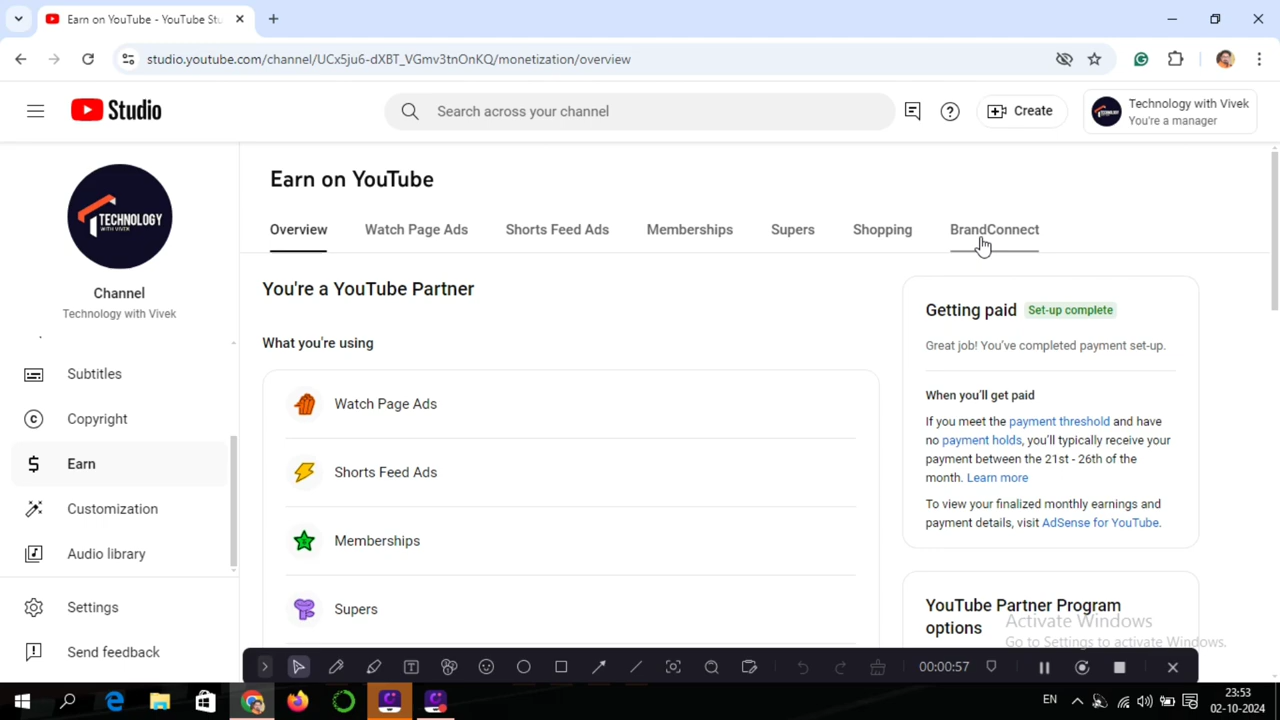 Earn on YouTube - YouTube Stu
studio.youtube.com/channel/UCx5ju6-dXBT_VGmv3tnOnKQ/monetization/overview
Studio
Search across your channel
Create
Technology with Vivek
You're a manager
TECHNOLOGY
WITH VIVEK
Channel
Technology with Vivek
Subtitles
Copyright
Earn
Customization
Audio library
Settings
Send feedback
Earn on YouTube
Overview Watch Page Ads Shorts Feed Ads Memberships Supers Shopping BrandConnect
You're a YouTube Partner
What you're using
Watch Page Ads
Shorts Feed Ads
Memberships
Supers
Getting paid Set-up complete
Great job! You've completed payment set-up.
When you'll get paid
If you meet the payment threshold and have
no payment holds, you'll typically receive your
payment between the 21st - 26th of the
month. Learn more
To view your finalized monthly earnings and
payment details, visit AdSense for YouTube.
YouTube Partner Program
options
Activate Windows
Go to Settings to activate Windows.
00:00:57
EN
23:53
02-10-2024